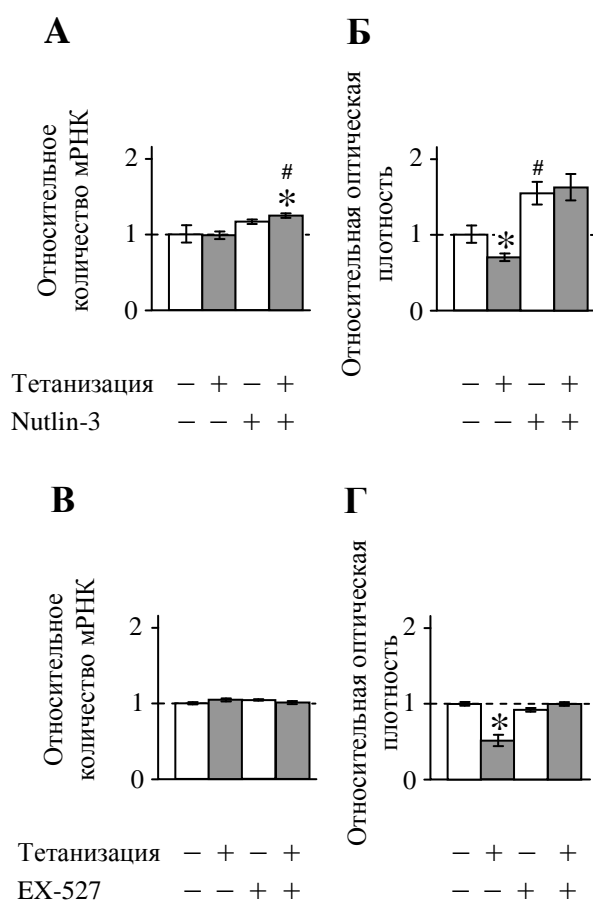 А
Б
Относительное
количество мРНК
2
1
0
#
*
Относительная оптическая
плотность
2
1
0
*
#
Тетанизация − + − +
− + − +
Nutlin-3 − − + +
− − + +
В
Г
Относительное
количество мРНК
2
1
0
Относительная оптическая
плотность
2
1
0
*
Тетанизация − + − +
− + − +
EX-527 − − + +
− − + +